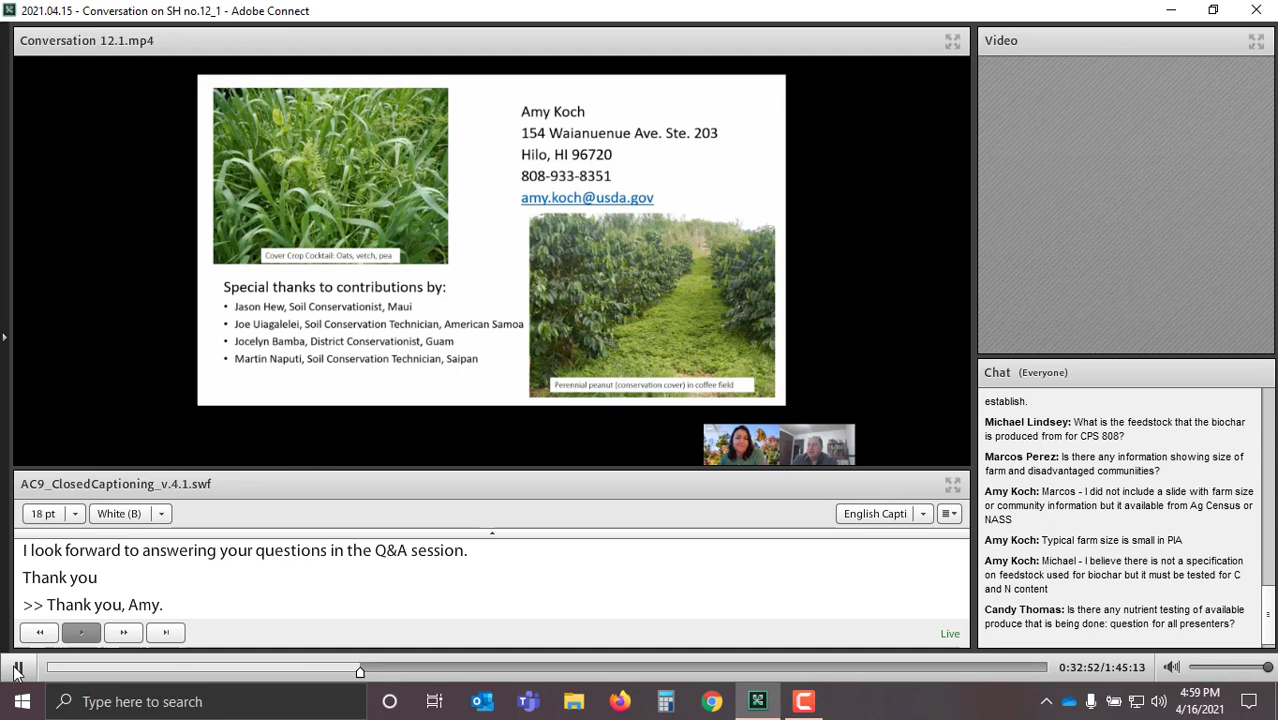 2021.04.15 - Conversation on SH no.12_1 - Adobe Connect
Conversation 12.1.mp4
Cover Crop Cocktail: Oats, vetch, pea
Amy Koch
154 Waianuenue Ave. Ste. 203
Hilo, HI 96720
808-933-8351
amy.koch@usda.gov
Special thanks to contributions by:
• Jason Hew, Soil Conservationist, Maui
• Joe Uiagalelei, Soil Conservation Technician, American Samoa
• Jocelyn Bamba, District Conservationist, Guam
• Martin Naputi, Soil Conservation Technician, Saipan
Perennial peanut (conservation cover) in coffee field
Video
Chat (Everyone)
establish.
Michael Lindsey: What is the feedstock that the biochar
is produced from for CPS 808?
Marcos Perez: Is there any information showing size of
farm and disadvantaged communiities?
Amy Koch: Marcos - I did not include a slide with farm size
or community information but it available from Ag Census or
NASS
Amy Koch: Typical farm size is small in PIA
Amy Koch: Michael - I believe there is not a specification
on feedstock used for biochar but it must be tested for C
and N content
Candy Thomas: Is there any nutrient testing of available
produce that is being done: question for all presenters?
AC9_ClosedCaptioning_v.4.1.swf
18 pt White (B) English Capti
I look forward to answering your questions in the Q&A session.
Thank you
>> Thank you, Amy.
Live
0:32:52/1:45:13
Type here to search
4:59 PM
4/16/2021